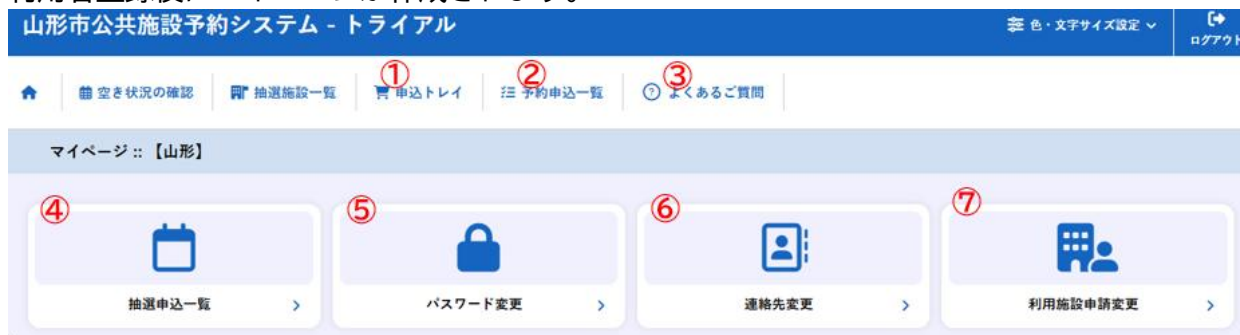 山形市公共施設予約システム - トライアル
色・文字サイズ設定
ログアウト
① ② ③
空き状況の確認 抽選施設一覧 申込トレイ 予約申込一覧 よくあるご質問
マイページ :: 【山形】
④ ⑤ ⑥ ⑦
抽選申込一覧 パスワード変更 連絡先変更 利用施設申請変更